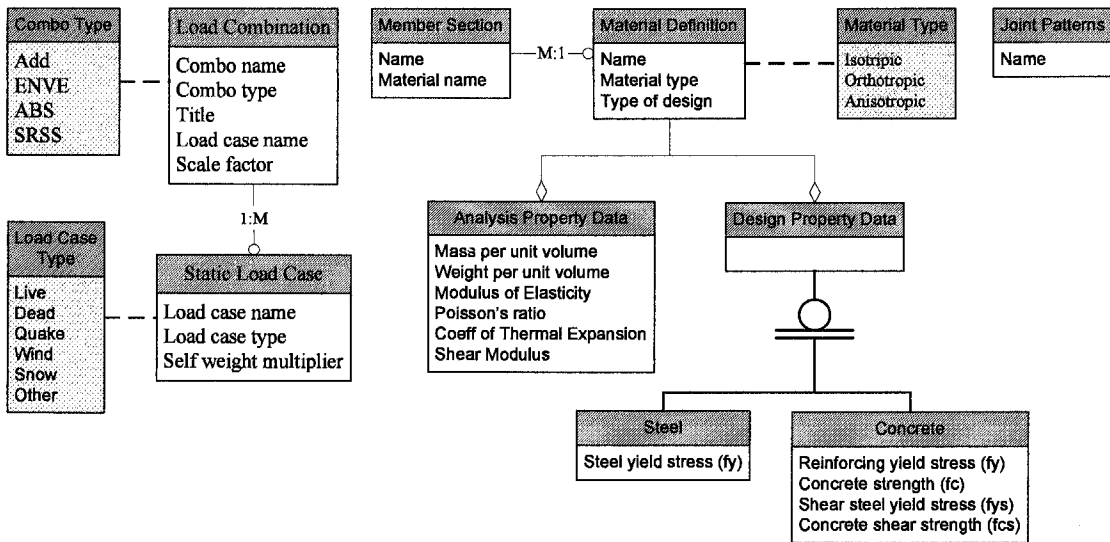 Combo Type
Add
ENVE
ABS
SRSS
Load Combination
Combo name
Combo type
Title
Load case name
Scale factor
1:M
Load Case
Type
Live
Dead
Quake
Wind
Snow
Other
Static Load Case
Load case name
Load case type
Self weight multiplier
Member Section
Name
Material name
M:1
Material Definition
Name
Material type
Type of design
Material Type
Isotripic
Orthotropic
Anisotropic
Joint Patterns
Name
Analysis Property Data
Mass per unit volume
Weight per unit volume
Modulus of Elasticity
Poisson's ratio
Coeff of Thermal Expansion
Shear Modulus
Design Property Data
Steel
Steel yield stress (fy)
Concrete
Reinforcing yield stress (fy)
Concrete strength (fc)
Shear steel yield stress (fys)
Concrete shear strength (fcs)